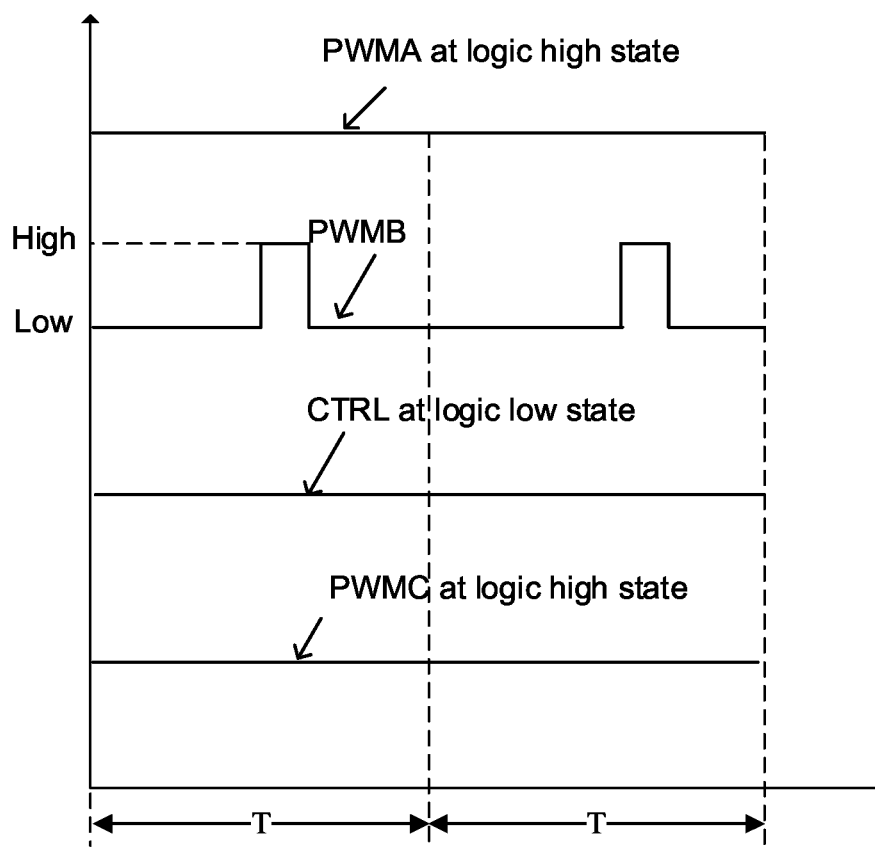 PWMA at logic high state
High
PWMB
Low
CTRL at logic low state
PWMC at logic high state
T
T